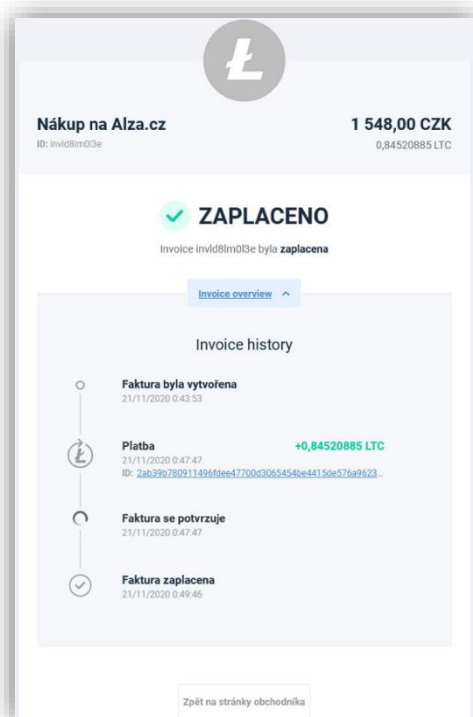 Nákup na Alza.cz
1 548,00 CZK
ID: invld8lm0l3e
0,84520885 LTC
ZAPLACENO
Invoice invld8lm0l3e byla zaplacena
Invoice overview
Invoice history
Faktura byla vytvořena
21/11/2020 0:43:53
Platba
+0,84520885 LTC
21/11/2020 0:47:47
ID: 2ab39b780911496fdee47700d3065454be4415de576a9623...
Faktura se potvrzuje
21/11/2020 0:47:47
Faktura zaplacena
21/11/2020 0:49:46
Zpět na stránky obchodníka